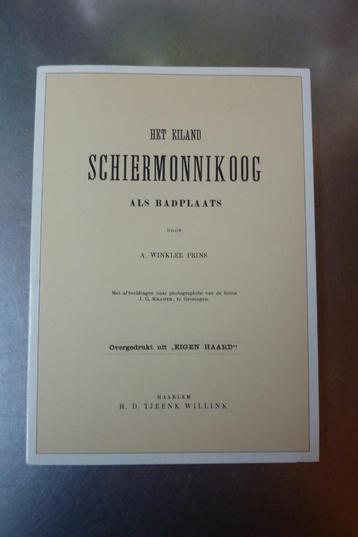 HET EILAND
SCHIERMONNIKOOG
ALS BADPLAATS
DOOR
A. WINKLER PRINS.
Met afbeeldingen naar photographiën van de firma
J. G. KRAMER, te Groningen.
Overgedrukt uit „EIGEN HAARD”
HAARLEM
H. D. TJEENK WILLINK